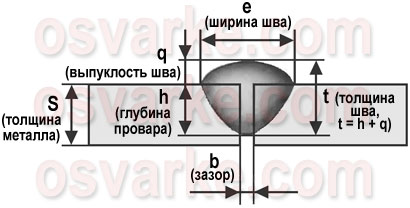 osvarke.com
e
(ширина шва)
q
(выпуклость шва)
osvarke.com
S
(толщина
металла)
h
(глубина
провара)
t
(толщина
шва,
t = h + q)
osvarke.com
b
(зазор)
osvarke.com